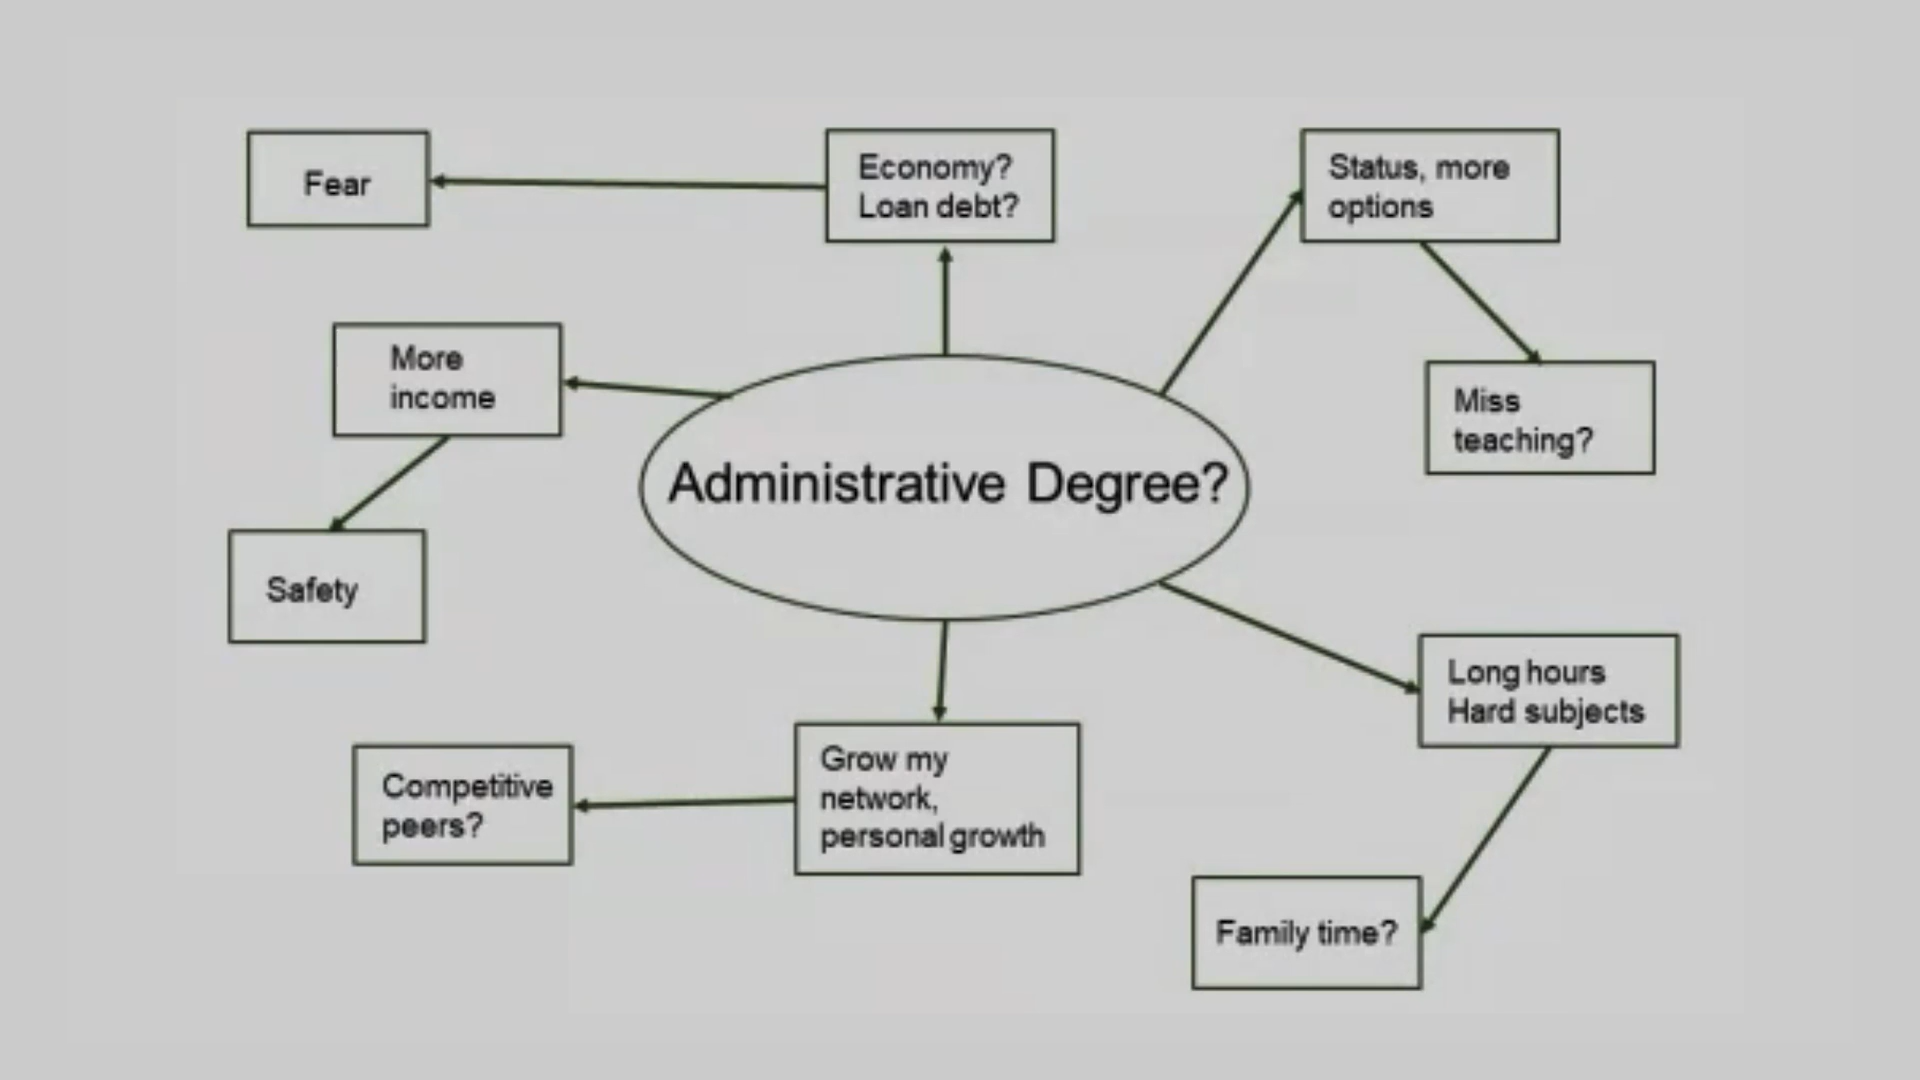 Fear
Economy?
Loan debt?
Status, more
options
More
income
Miss
teaching?
Administrative Degree?
Safety
Long hours
Hard subjects
Competitive
peers?
Grow my
network,
personal growth
Family time?